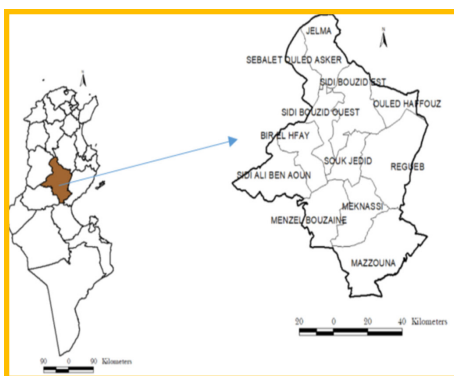 N
N
JELMA
SEBALET OULED ASKER
SIDI BOUZID EST
OULED HAFFOUZ
SIDI BOUZID OUEST
BIR EL HFAY
SOUK JEDID
REGUEB
SIDI ALI BEN AOUN
MEKNASSI
MENZEL BOUZAINE
MAZZOUNA
20 0 20 40 Kilometers
90 0 90 Kilometers